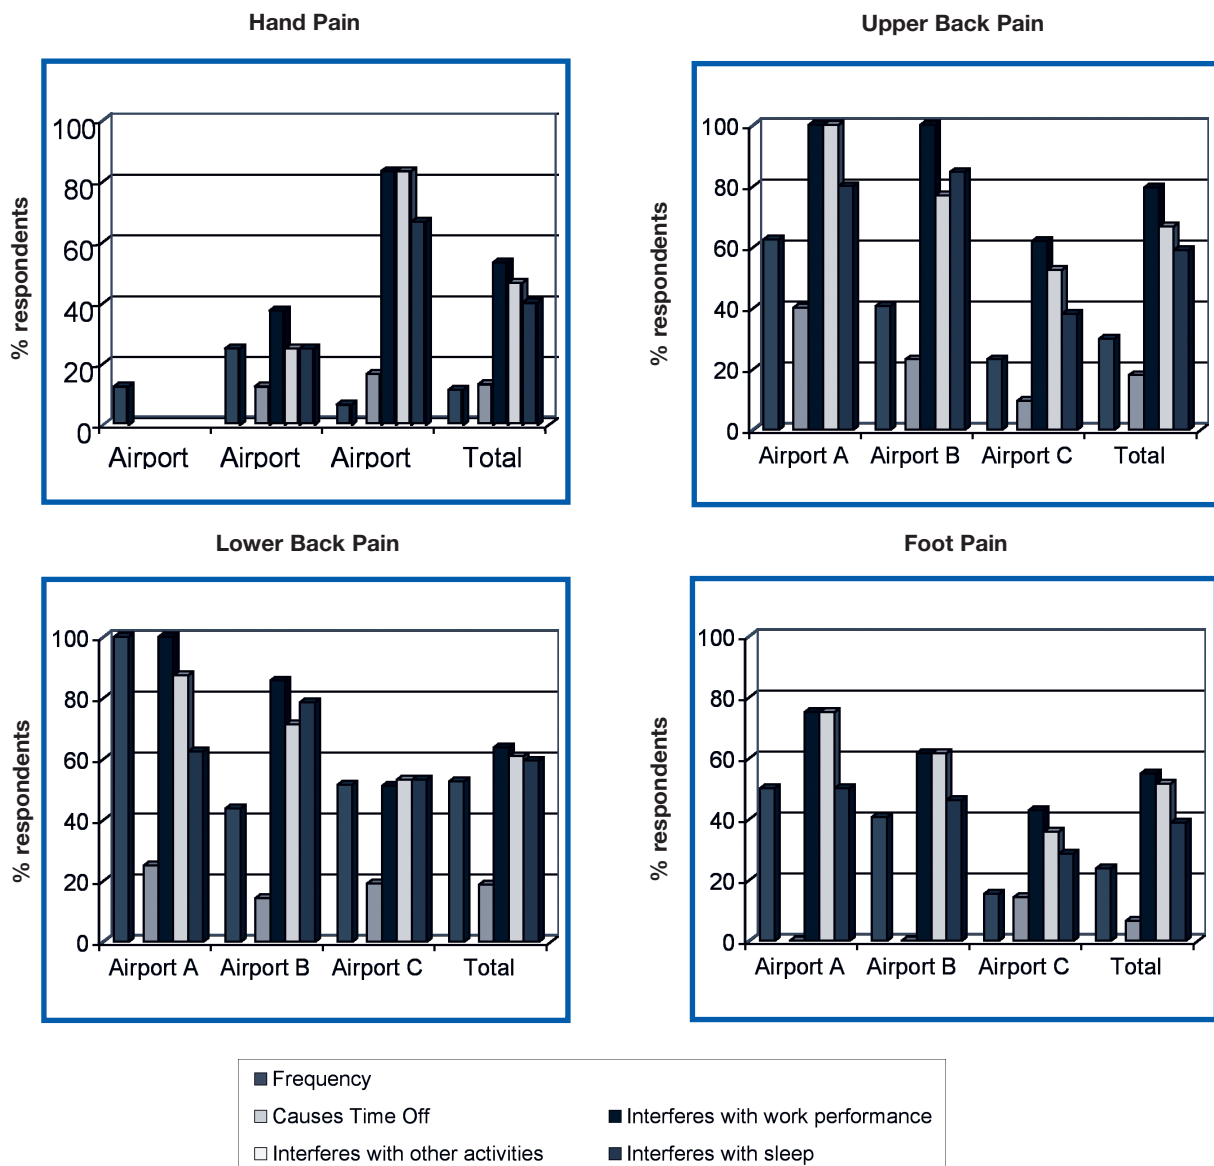 Hand Pain
% respondents
100
80
60
40
20
0
Airport Airport Airport Total
Upper Back Pain
% respondents
100
80
60
40
20
0
Airport A Airport B Airport C Total
Lower Back Pain
% respondents
100
80
60
40
20
0
Airport A Airport B Airport C Total
Foot Pain
% respondents
100
80
60
40
20
0
Airport A Airport B Airport C Total
Frequency
Causes Time Off Interferes with work performance
Interferes with other activities Interferes with sleep